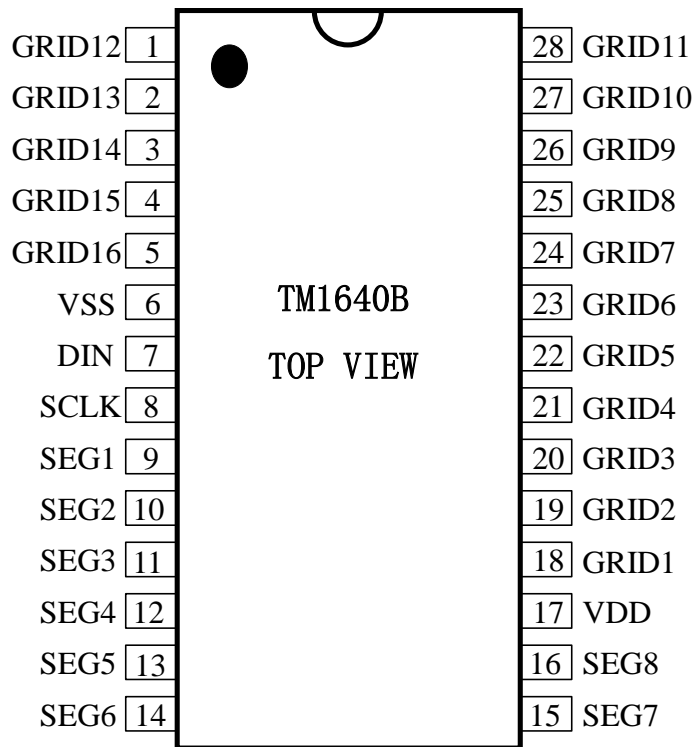 GRID12 1 28 GRID11
GRID13 2 27 GRID10
GRID14 3 26 GRID9
GRID15 4 25 GRID8
GRID16 5 24 GRID7
VSS 6 TM1640B 23 GRID6
DIN 7 TOP VIEW 22 GRID5
SCLK 8 21 GRID4
SEG1 9 20 GRID3
SEG2 10 19 GRID2
SEG3 11 18 GRID1
SEG4 12 17 VDD
SEG5 13 16 SEG8
SEG6 14 15 SEG7